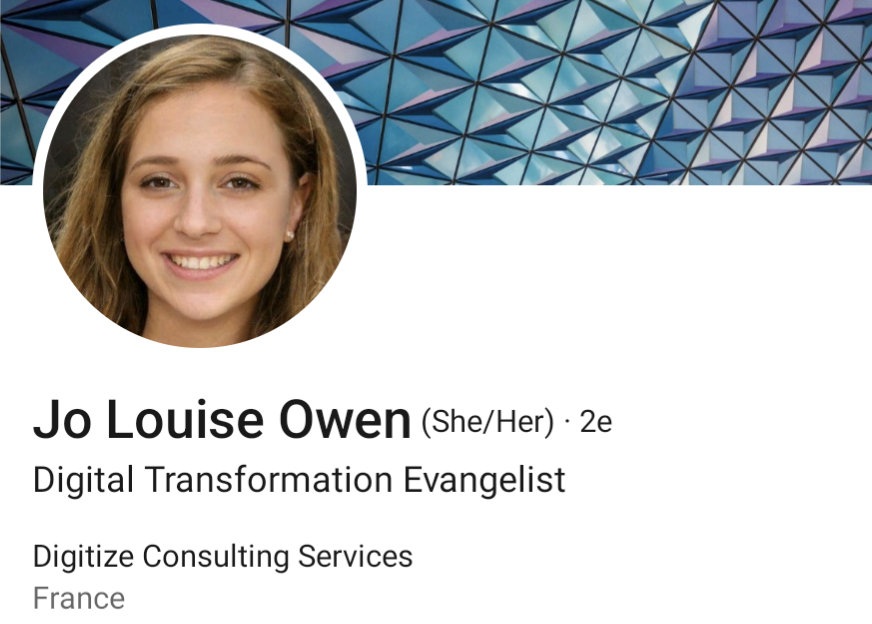 Jo Louise Owen (She/Her) · 2e
Digital Transformation Evangelist
Digitize Consulting Services
France